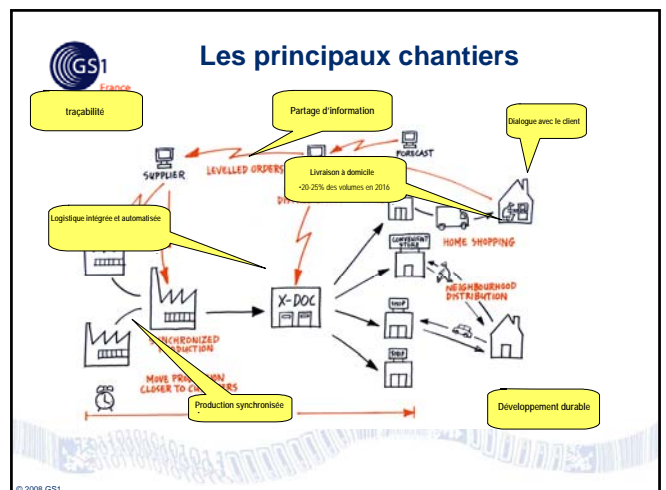 Les principaux chantiers
GS1
France
traçabilité
Partage d'information
Dialogue avec le client
FORECAST
SUPPLIER
LEVELLED ORDERS
Livraison à domicile
•20-25% des volumes en 2016
Logistique intégrée et automatisée
HOME SHOPPING
CONVENIENT
STORE
NEIGHBOURHOOD
DISTRIBUTION
X-DOC
SHOP
SYNCHRONIZED
PRODUCTION
SHOP
MOVE PRODUCTION
CLOSER TO
Production synchronisée
Développement durable
© 2008 GS1